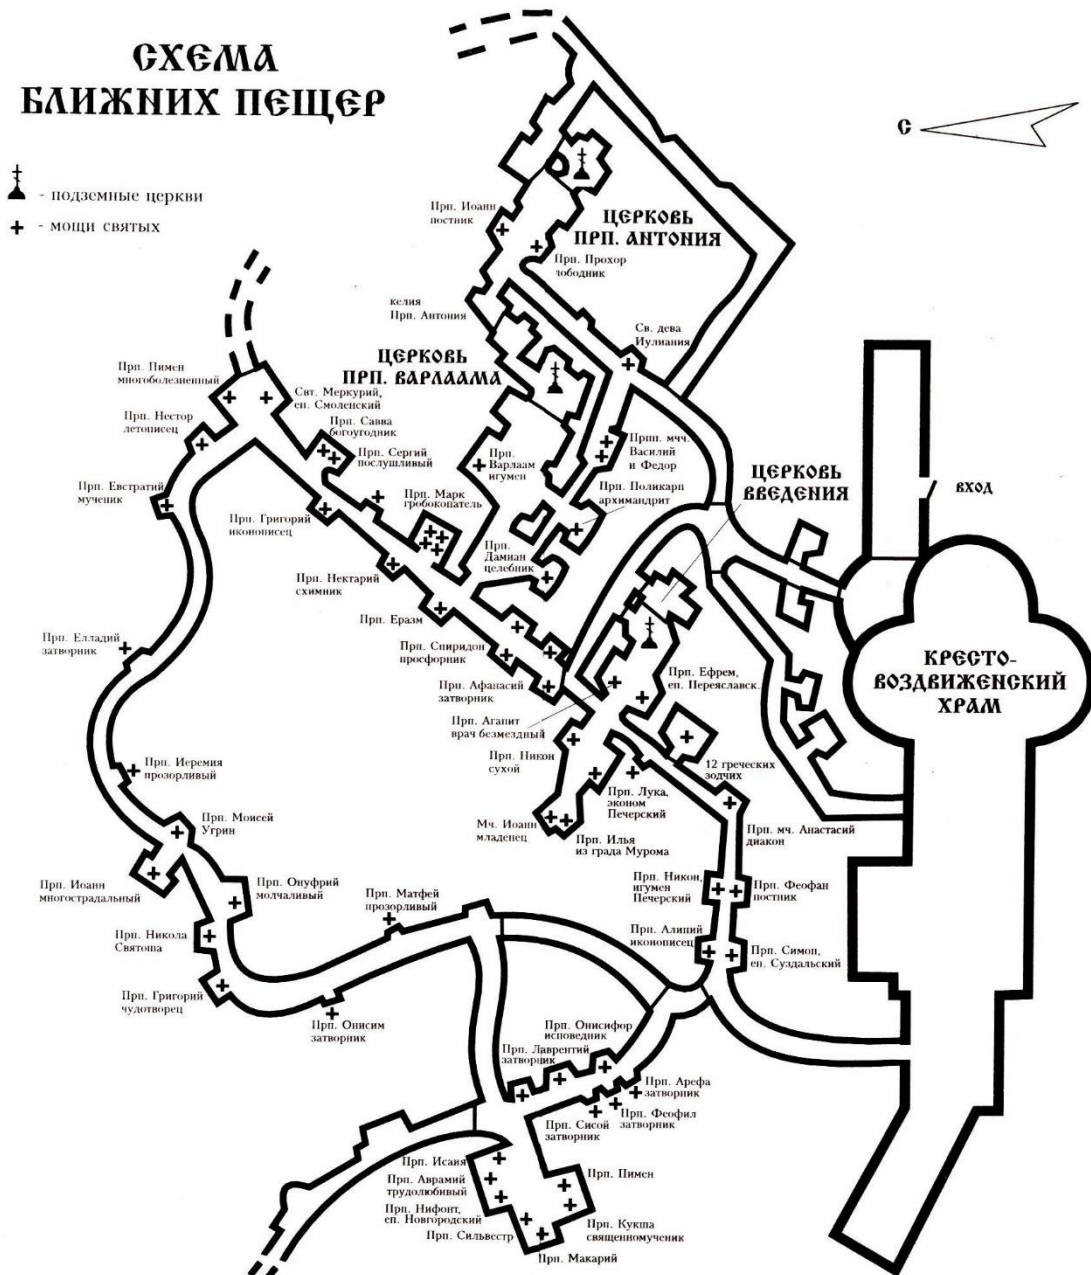 СХЕМА
БЛИЖНИХ ПЕЩЕР
С
- подземные церкви
- мощи святых
Прп. Иоанн
постник
ЦЕРКОВЬ
ПРП. АНТОНИЯ
Прп. Прохор
лободник
келия
Прп. Антония
Св. дева
Иулиания
ЦЕРКОВЬ
ПРП. ВАРЛААМА
Прп. Пимен
многоболезненный
Свт. Меркурий,
еп. Смоленский
Прп. Нестор
летописец
Прп. Савва
богоугодник
Прп. Сергий
послушливый
Прп.
Варлаам
игумен
Прпп. мчч.
Василий
и Федор
ЦЕРКОВЬ
ВВЕДЕНИЯ
ВХОД
Прп. Евстратий
мученик
Прп. Марк
гробокопатель
Прп. Поликарп
архимандрит
Прп. Григорий
иконописец
Прп.
Дамиан
целебник
Прп. Нектарий
схимник
Прп. Еразм
Прп. Елладий
затворник
Прп. Спиридон
просфорник
Прп. Афанасий
затворник
Прп. Ефрем,
еп. Переяславск.
КРЕСТО-
ВОЗДВИЖЕНСКИЙ
ХРАМ
Прп. Агапит
врач безмездный
Прп. Никон
сухой
12 греческих
зодчих
Прп. Иеремия
прозорливый
Прп. Лука,
эконом
Печерский
Прп. Моисей
Угрин
Мч. Иоанн
младенец
Прп. Илья
из града Мурома
Прп. мч. Анастасий
диакон
Прп. Иоанн
многострадальный
Прп. Онуфрий
молчаливый
Прп. Матфей
прозорливый
Прп. Никон,
игумен
Печерский
Прп. Феофан
постник
Прп. Никола
Святоша
Прп. Алипий
иконописец
Прп. Симон,
еп. Суздальский
Прп. Григорий
чудотворец
Прп. Онисим
затворник
Прп. Онисифор
исповедник
Прп. Лаврентий
затворник
Прп. Арефа
затворник
Прп. Феофил
затворник
Прп. Сисой
затворник
Прп. Исаия
Прп. Аврамий
трудолюбивый
Прп. Пимен
Прп. Нифонт,
еп. Новгородский
Прп. Сильвестр
Прп. Кукша
священномученик
Прп. Макарий